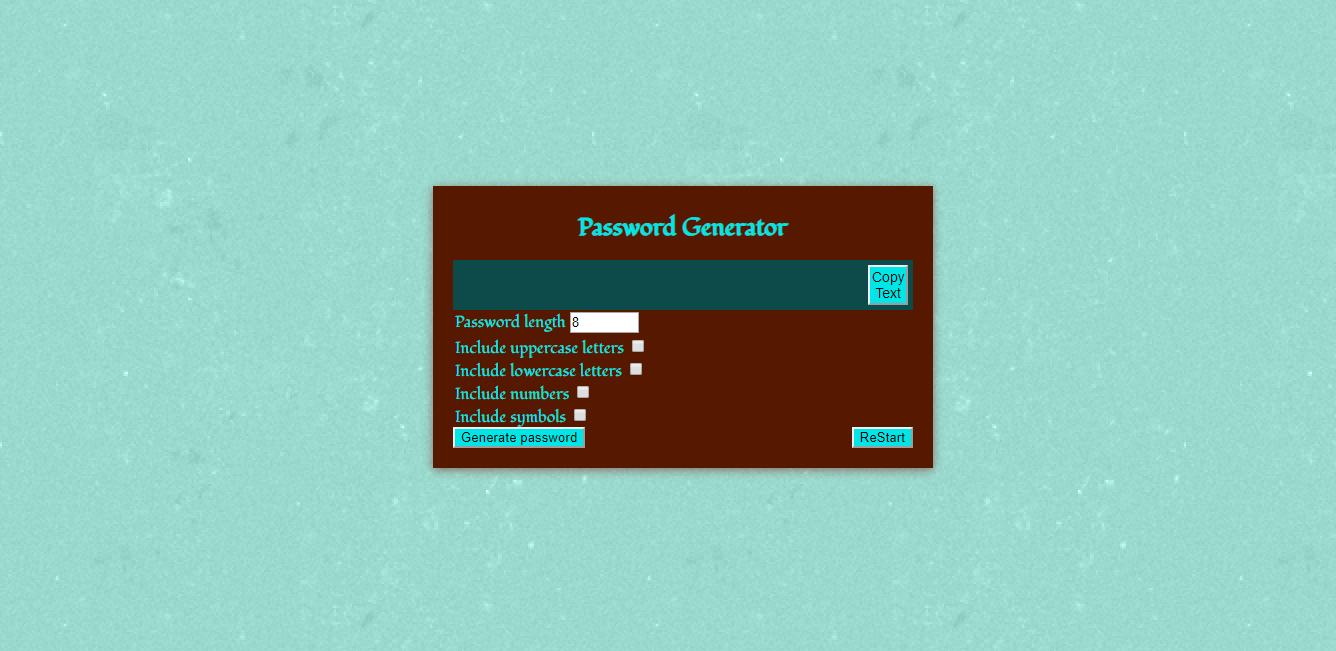 Password Generator
Copy
Text
Password length 8
Include uppercase letters
Include lowercase letters
Include numbers
Include symbols
Generate password ReStart